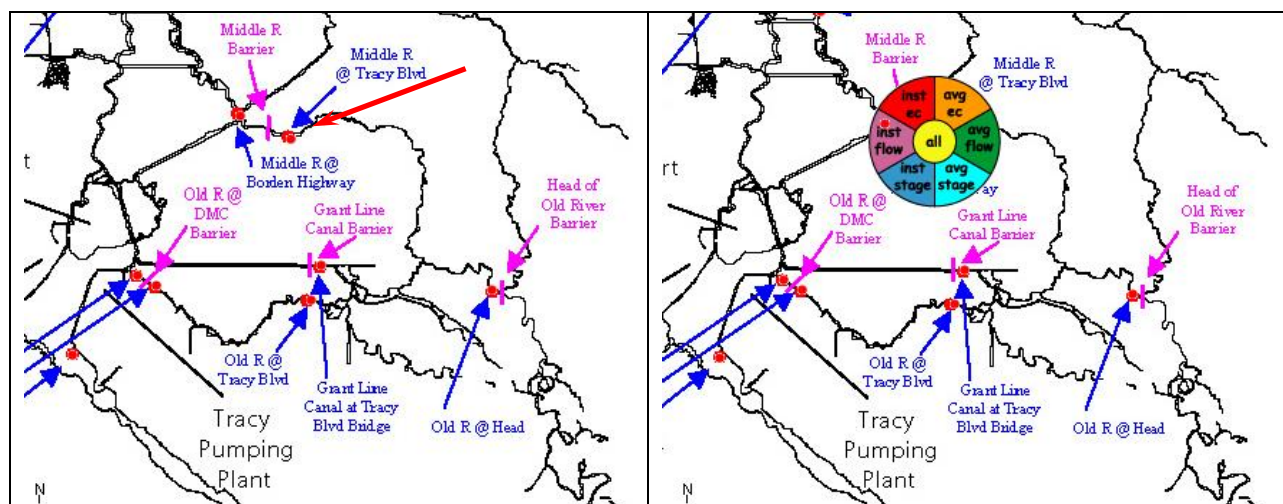 Middle R
Barrier
Middle R
@ Tracy Blvd
Middle R @
Borden Highway
t
Old R @
DMC
Barrier
Grant Line
Canal Barrier
Head of
Old River
Barrier
Old R @
Tracy Blvd
Grant Line
Canal at Tracy
Blvd Bridge
Old R @ Head
Tracy
Pumping
Plant
N
Middle R
Barrier
Middle R
@ Tracy Blvd
inst
ec
avg
ec
inst
flow
all
avg
flow
inst
stage
avg
stage
way
rt
Old R @
DMC
Barrier
Grant Line
Canal Barrier
Head of
Old River
Barrier
Old R @
Tracy Blvd
Grant Line
Canal at Tracy
Blvd Bridge
Old R @ Head
Tracy
Pumping
Plant
N